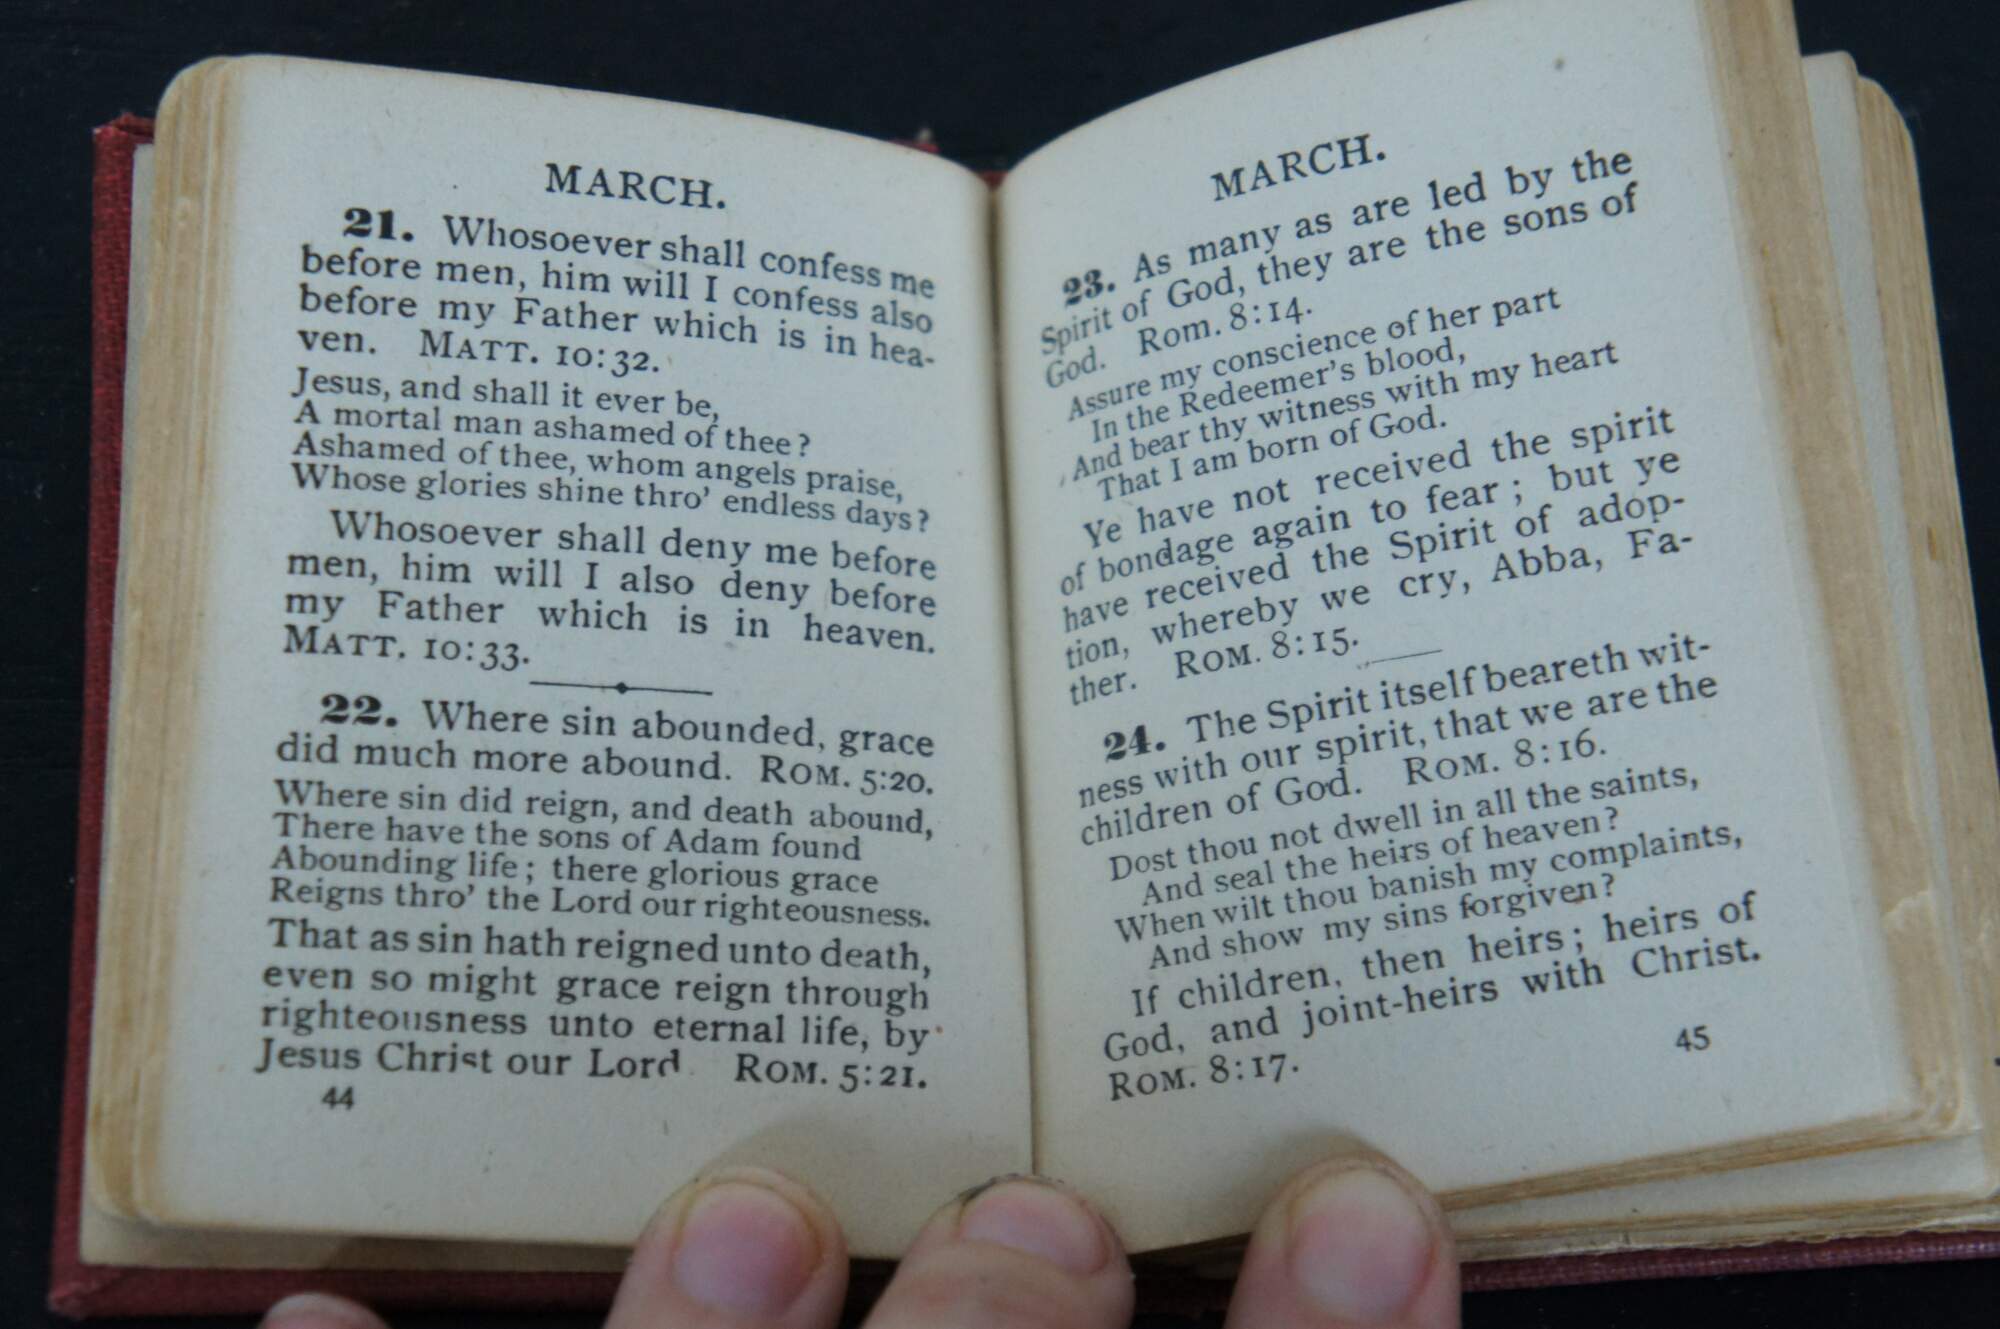 MARCH.
21. Whosoever shall confess me
before men, him will I confess also
before my Father which is in hea-
ven. MATT. 10:32.
Jesus, and shall it ever be,
A mortal man ashamed of thee?
Ashamed of thee, whom angels praise,
Whose glories shine thro' endless days?
Whosoever shall deny me before
men, him will I also deny before
my Father which is in heaven.
MATT. 10:33.
22. Where sin abounded, grace
did much more abound. ROM. 5:20.
Where sin did reign, and death abound,
There have the sons of Adam found
Abounding life; there glorious grace
Reigns thro' the Lord our righteousness.
That as sin hath reigned unto death,
even so might grace reign through
righteousness unto eternal life, by
Jesus Christ our Lord. ROM. 5:21.
44
MARCH.
23. As many as are led by the
Spirit of God, they are the sons of
God. Rom. 8:14.
Assure my conscience of her part
In the Redeemer's blood,
And bear thy witness with my heart
That I am born of God.
Ye have not received the spirit
of bondage again to fear; but ye
have received the Spirit of adop-
tion, whereby we cry, Abba, Fa-
ther. ROM. 8:15.
24. The Spirit itself beareth wit-
ness with our spirit, that we are the
children of God. ROM. 8:16.
Dost thou not dwell in all the saints,
And seal the heirs of heaven?
When wilt thou banish my complaints,
And show my sins forgiven?
If children, then heirs; heirs of
God, and joint-heirs with Christ.
ROM. 8:17.
45